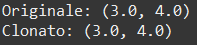 Originale: (3.0, 4.0)
Clonato: (3.0, 4.0)